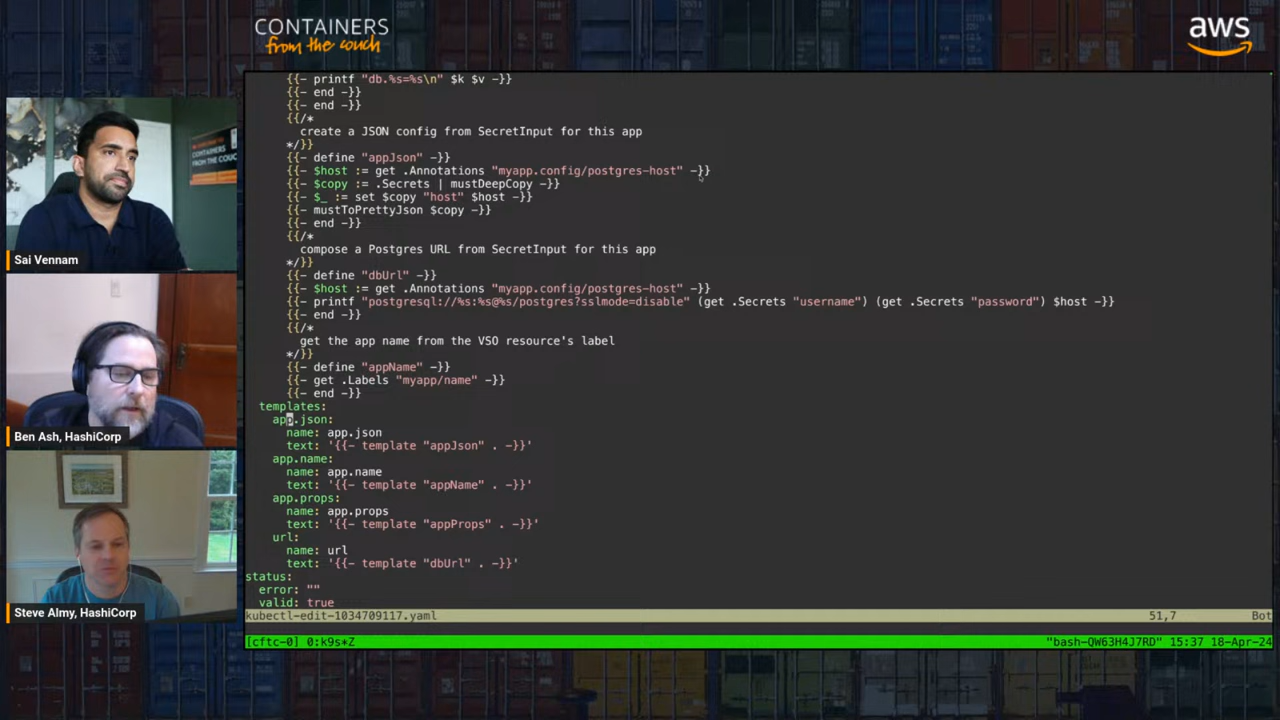 CONTAINERS
from the couch
aws
{{- printf "db.%s=%s\n" $k $v -}}
{{- end -}}
{{- end -}}
{{/*
create a JSON config from SecretInput for this app
*/}}
{{- define "appJson" -}}
{{- $host := get .Annotations "myapp.config/postgres-host" -}}
{{- $copy := .Secrets | mustDeepCopy -}}
{{- $_ := set $copy "host" $host -}}
{{- mustToPrettyJson $copy -}}
{{- end -}}
{{/*
compose a Postgres URL from SecretInput for this app
*/}}
{{- define "dbUrl" -}}
{{- $host := get .Annotations "myapp.config/postgres-host" -}}
{{- printf "postgresql://%s:%s@%s/postgres?sslmode=disable" (get .Secrets "username") (get .Secrets "password") $host -}}
{{- end -}}
{{/*
get the app name from the VSO resource's label
*/}}
{{- define "appName" -}}
{{- get .Labels "myapp/name" -}}
{{- end -}}
templates:
app.json:
name: app.json
text: '{{- template "appJson" . -}}'
app.name:
name: app.name
text: '{{- template "appName" . -}}'
app.props:
name: app.props
text: '{{- template "appProps" . -}}'
url:
name: url
text: '{{- template "dbUrl" . -}}'
status:
error: ""
valid: true
kubectl-edit-1034709117.yaml 51,7 Bot
[cftc-0] 0:k9s*Z "bash-QW63H4J7RD" 15:37 18-Apr-24
Sai Vennam
Ben Ash, HashiCorp
Steve Almy, HashiCorp